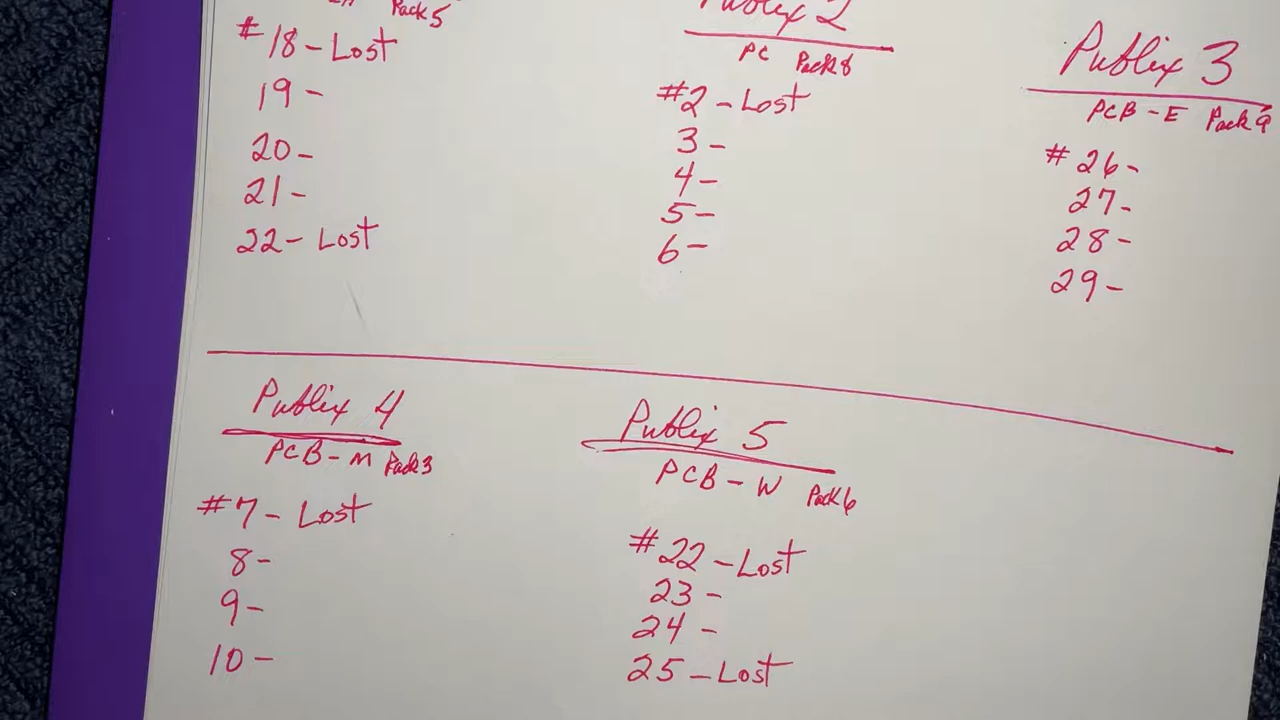 Pack 5
# 18 - Lost
19 -
20 -
21 -
22 - Lost
Publix 2
PC Pack 8
#2 - Lost
3 -
4 -
5 -
6 -
Publix 3
PCB - E Pack 9
# 26 -
27 -
28 -
29 -
Publix 4
PCB - M Pack 3
#7 - Lost
8 -
9 -
10 -
Publix 5
PCB - W Pack 6
#22 - Lost
23 -
24 -
25 - Lost